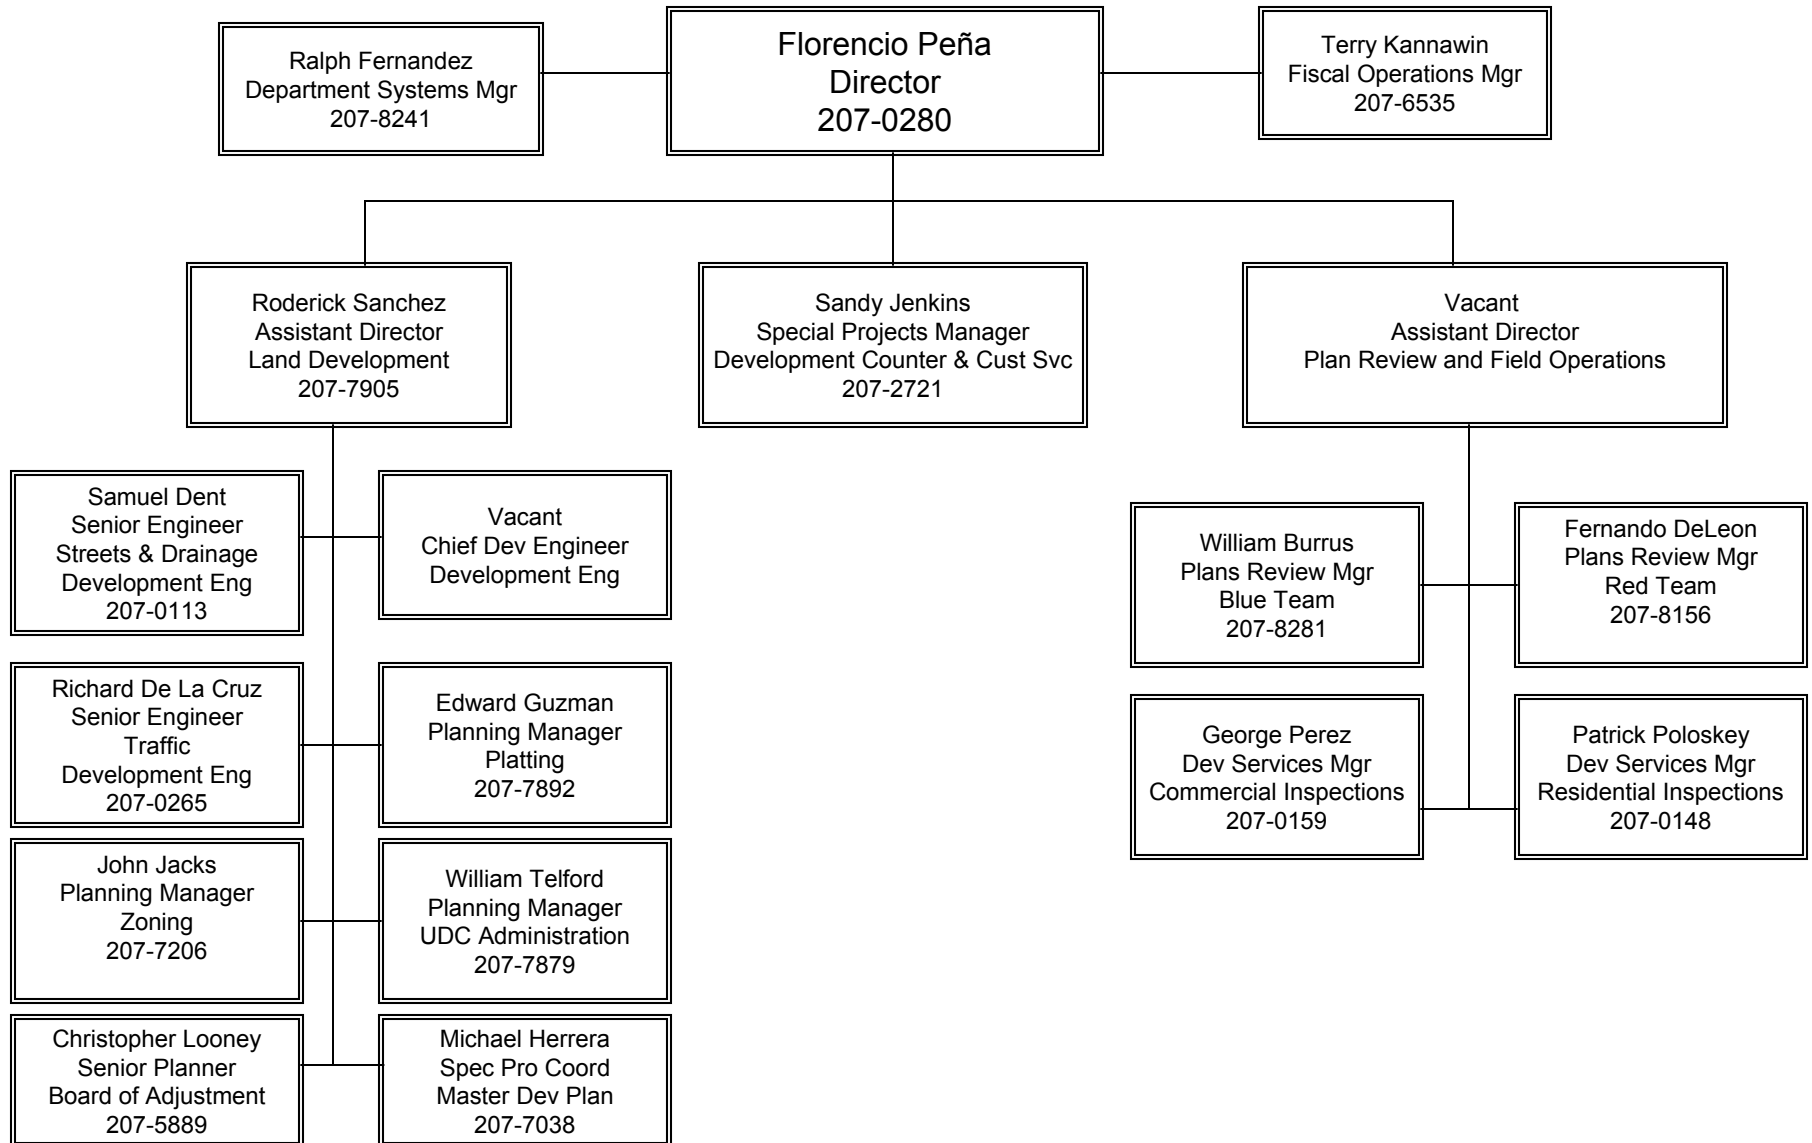 Ralph Fernandez
Department Systems Mgr
207-8241
Florencio Peña
Director
207-0280
Terry Kannawin
Fiscal Operations Mgr
207-6535
Roderick Sanchez
Assistant Director
Land Development
207-7905
Sandy Jenkins
Special Projects Manager
Development Counter & Cust Svc
207-2721
Vacant
Assistant Director
Plan Review and Field Operations
Samuel Dent
Senior Engineer
Streets & Drainage
Development Eng
207-0113
Vacant
Chief Dev Engineer
Development Eng
Richard De La Cruz
Senior Engineer
Traffic
Development Eng
207-0265
Edward Guzman
Planning Manager
Platting
207-7892
John Jacks
Planning Manager
Zoning
207-7206
William Telford
Planning Manager
UDC Administration
207-7879
Christopher Looney
Senior Planner
Board of Adjustment
207-5889
Michael Herrera
Spec Pro Coord
Master Dev Plan
207-7038
William Burrus
Plans Review Mgr
Blue Team
207-8281
Fernando DeLeon
Plans Review Mgr
Red Team
207-8156
George Perez
Dev Services Mgr
Commercial Inspections
207-0159
Patrick Poloskey
Dev Services Mgr
Residential Inspections
207-0148